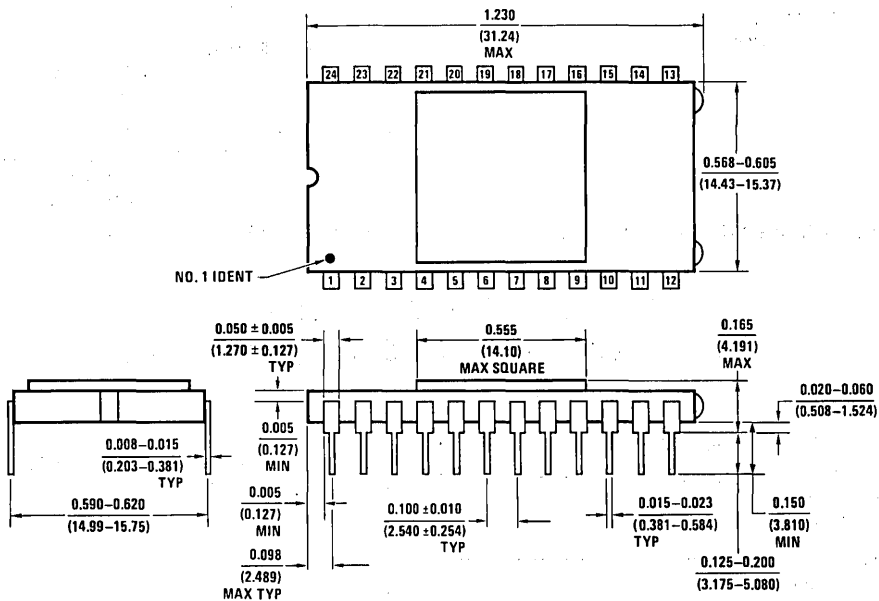 1.230
(31.24)
MAX
24 23 22 21 20 19 18 17 16 15 14 13
0.568–0.605
(14.43–15.37)
NO. 1 IDENT
1 2 3 4 5 6 7 8 9 10 11 12
0.050 ± 0.005
(1.270 ± 0.127)
TYP
0.555
(14.10)
MAX SQUARE
0.165
(4.191)
MAX
0.020–0.060
(0.508–1.524)
0.005
(0.127)
MIN
0.008–0.015
(0.203–0.381)
TYP
0.590–0.620
(14.99–15.75)
0.005
(0.127)
MIN
0.098
(2.489)
MAX TYP
0.100 ±0.010
(2.540 ±0.254)
TYP
0.015–0.023
(0.381–0.584)
TYP
0.150
(3.810)
MIN
0.125–0.200
(3.175–5.080)